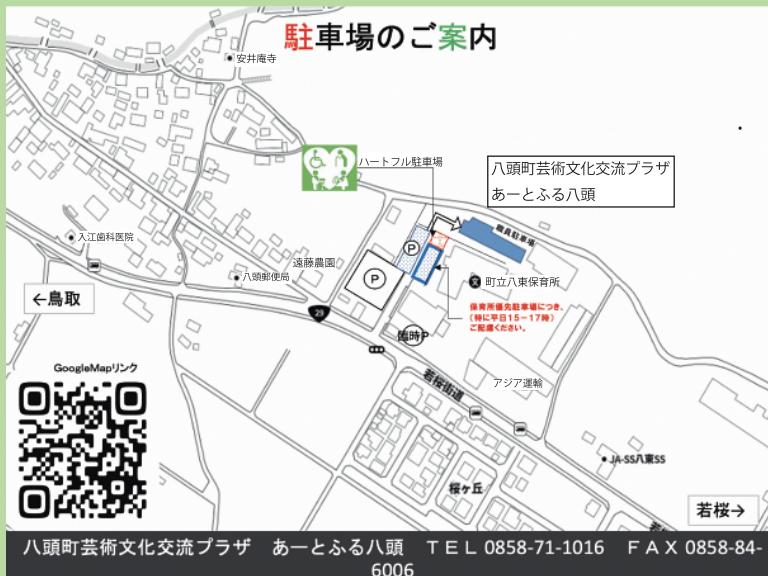 駐車場のご案内
安井庵寺
ハートフル駐車場
八頭町芸術文化交流プラザ
あーとふる八頭
職員駐車場
入江歯科医院
遠藤農園
八頭郵便局
P
P
文
町立八東保育所
←鳥取
29
保育所優先駐車場につき、
(特に平日15－17時)
ご配慮ください。
臨時P
GoogleMapリンク
若桜街道
アジア運輸
JA-SS八東SS
桜ヶ丘
若桜→
八頭町芸術文化交流プラザ　あーとふる八頭　ＴＥＬ 0858-71-1016　ＦＡＸ 0858-84-
6006